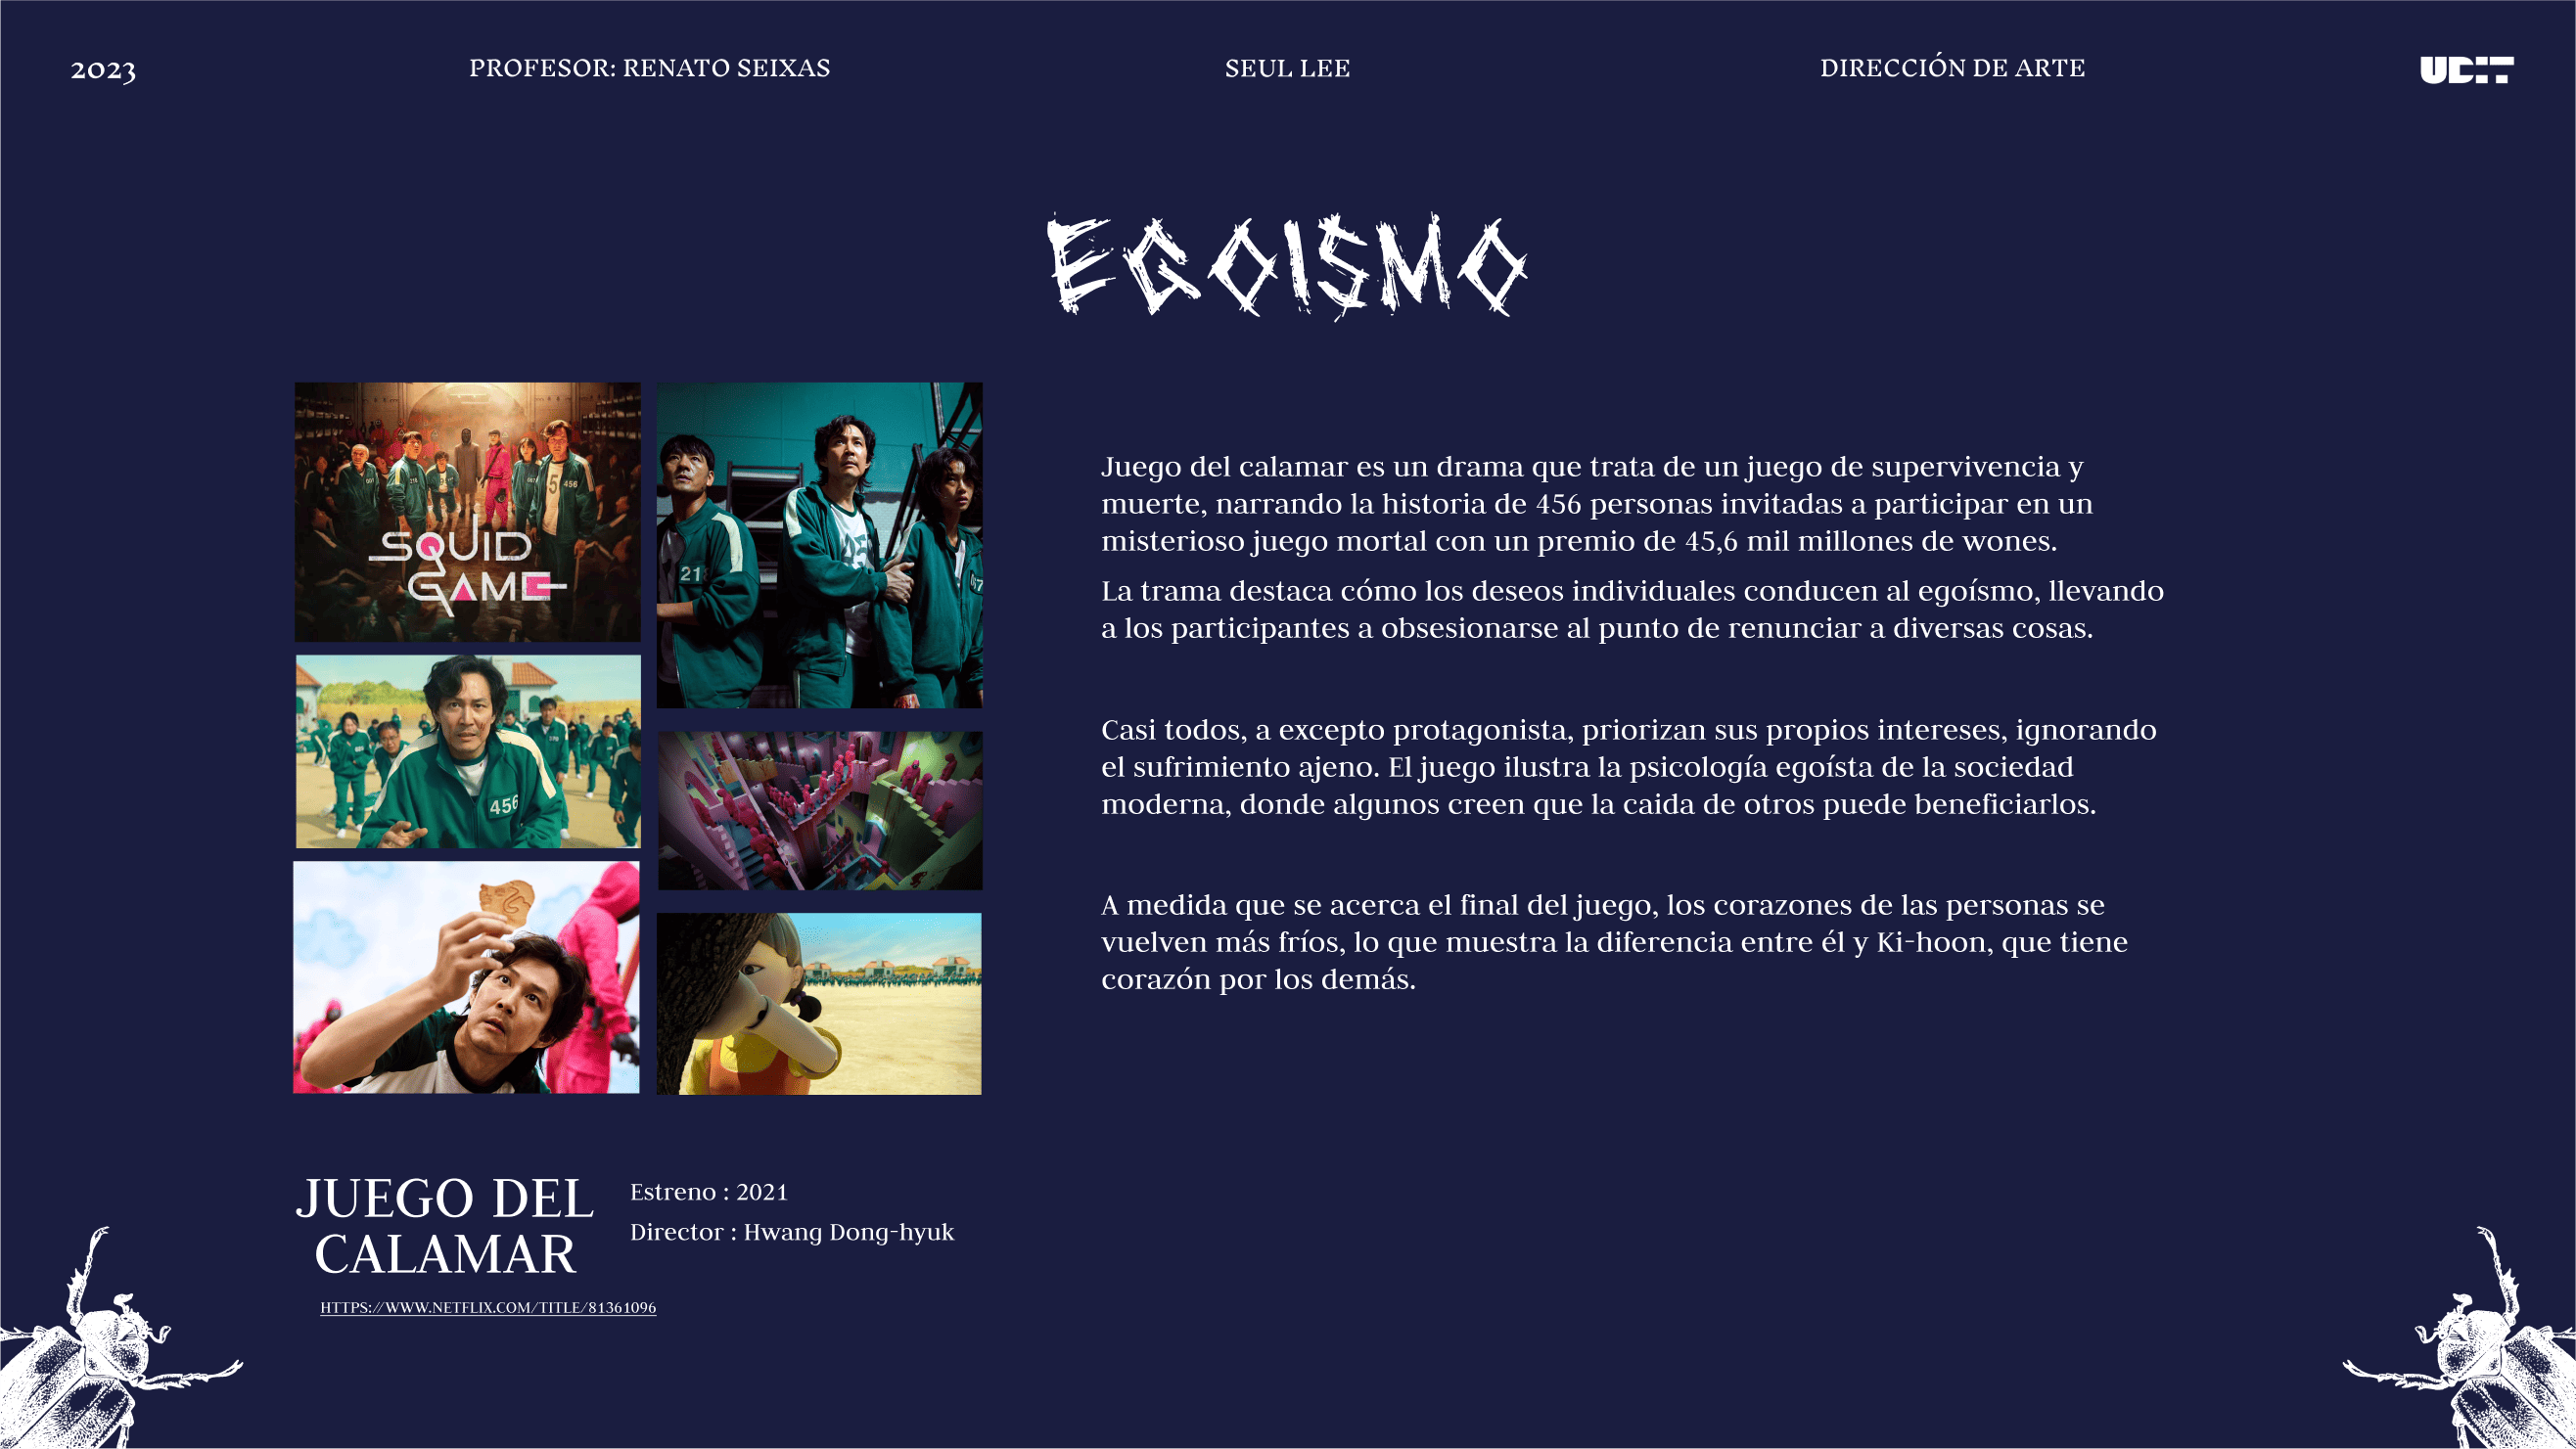 2023
PROFESOR: RENATO SEIXAS
SEUL LEE
DIRECCIÓN DE ARTE
UDIT
EGOISMO
SQUID
GAME
456
Juego del calamar es un drama que trata de un juego de supervivencia y
muerte, narrando la historia de 456 personas invitadas a participar en un
misterioso juego mortal con un premio de 45,6 mil millones de wones.
La trama destaca cómo los deseos individuales conducen al egoísmo, llevando
a los participantes a obsesionarse al punto de renunciar a diversas cosas.
Casi todos, a excepto protagonista, priorizan sus propios intereses, ignorando
el sufrimiento ajeno. El juego ilustra la psicología egoísta de la sociedad
moderna, donde algunos creen que la caida de otros puede beneficiarlos.
A medida que se acerca el final del juego, los corazones de las personas se
vuelven más fríos, lo que muestra la diferencia entre él y Ki-hoon, que tiene
corazón por los demás.
JUEGO DEL
CALAMAR
Estreno : 2021
Director : Hwang Dong-hyuk
HTTPS://WWW.NETFLIX.COM/TITLE/81361096